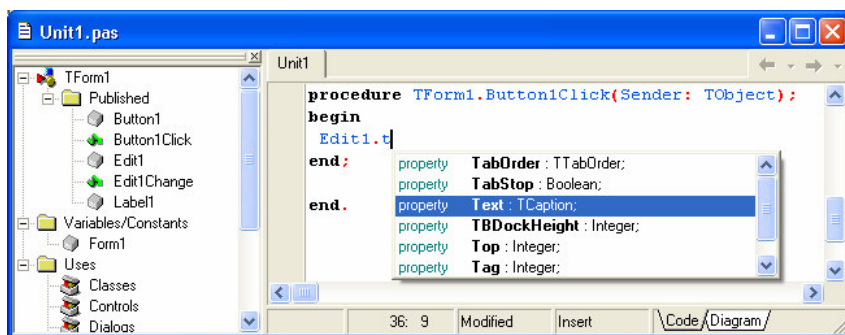 Unit1.pas
TForm1
Published
Button1
Button1Click
Edit1
Edit1Change
Label1
Variables/Constants
Form1
Uses
Classes
Controls
Dialogs
Unit1
procedure TForm1.Button1Click(Sender: TObject);
begin
Edit1.t
end;
end.
property TabOrder : TTabOrder;
property TabStop : Boolean;
property Text : TCaption;
property TBDockHeight : Integer;
property Top : Integer;
property Tag : Integer;
36: 9 Modified Insert \Code/Diagram/